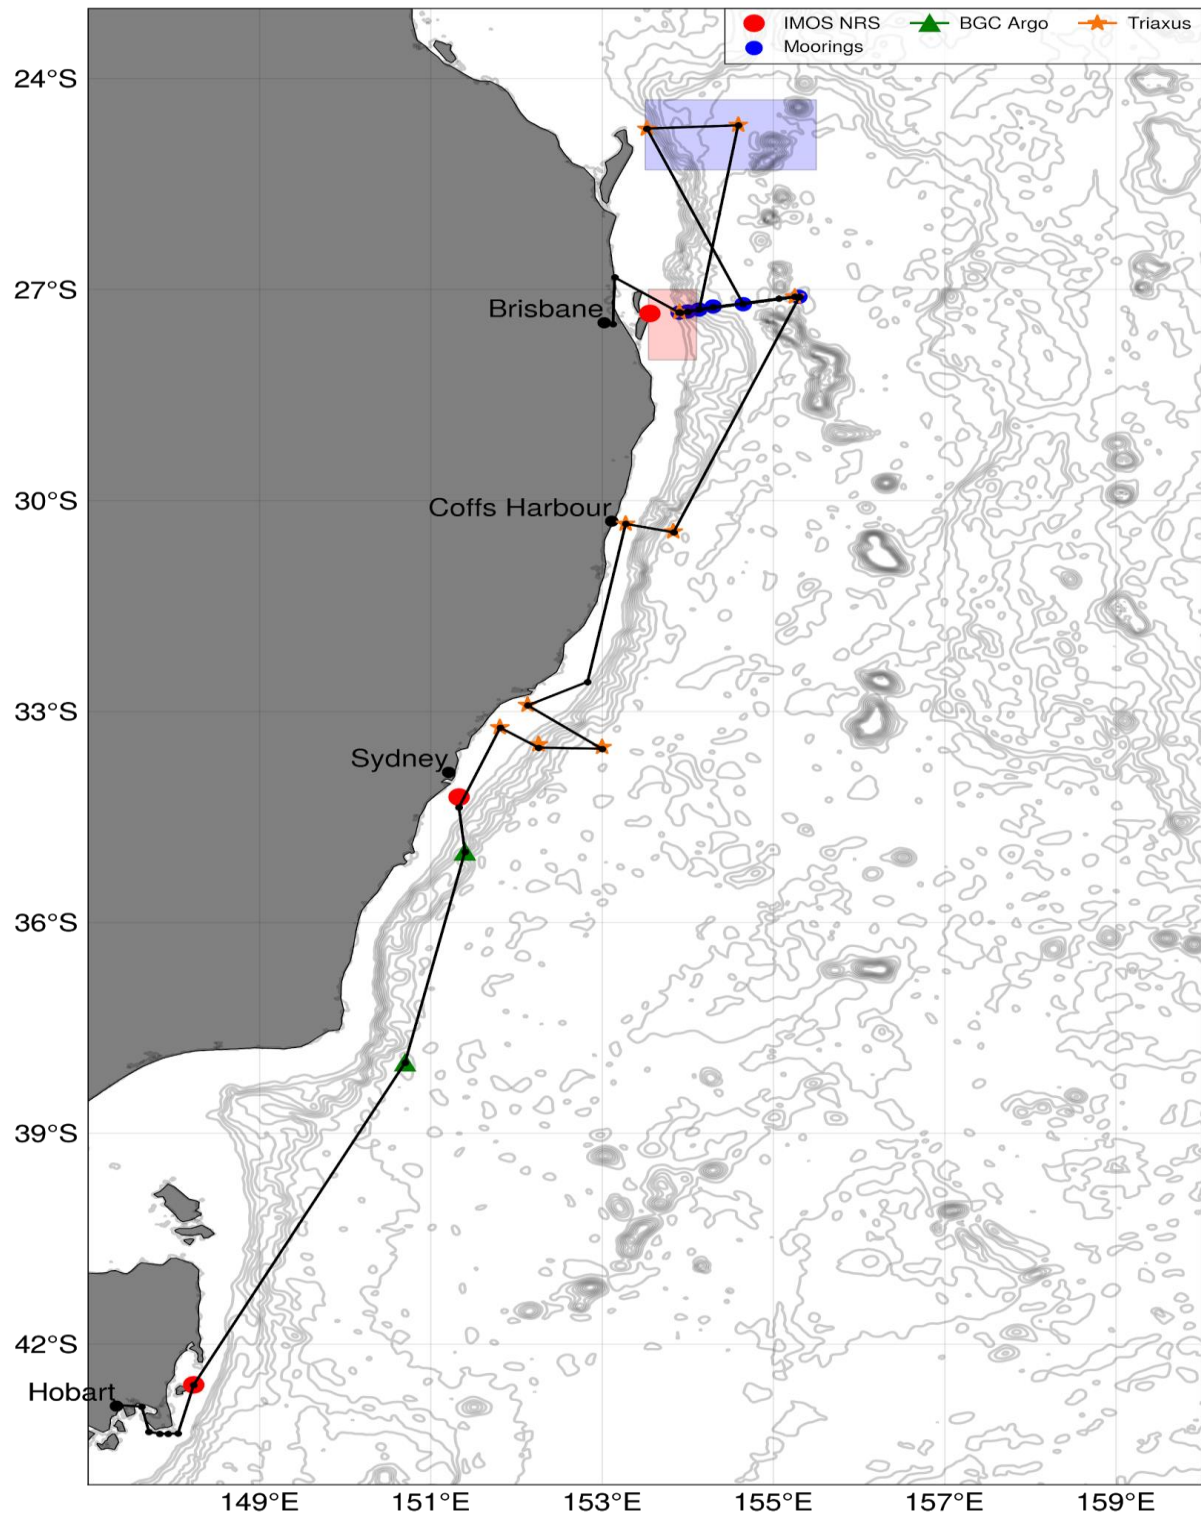 IMOS NRS
BGC Argo
Triaxus
Moorings
24°S
27°S
Brisbane
30°S
Coffs Harbour
33°S
Sydney
36°S
39°S
42°S
Hobart
149°E
151°E
153°E
155°E
157°E
159°E